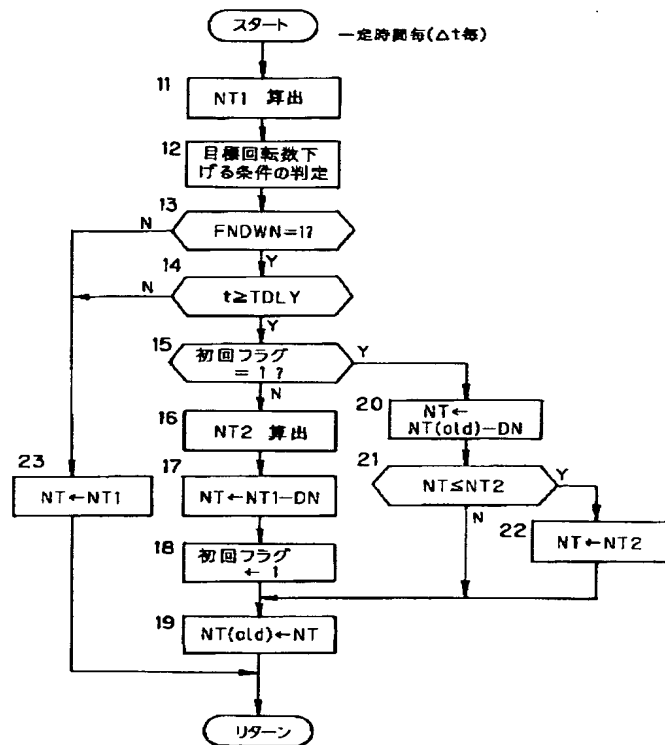 スタート
一定時間毎(Δt毎)
11
NT1 算出
12
目標回転数下
げる条件の判定
13
N
FNDWN=1?
Y
14
N
t≧TDLY
Y
15
初回フラグ
=1?
Y
N
16
NT2 算出
20
NT←
NT(old)-DN
23
NT←NT1
17
NT←NT1-DN
21
NT≤NT2
Y
N
18
初回フラグ
←1
22
NT←NT2
19
NT(old)←NT
リターン